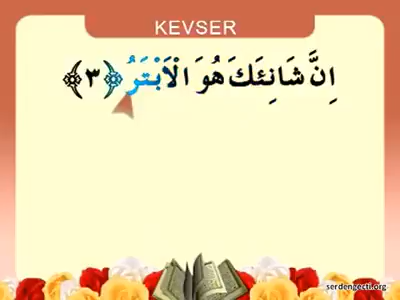 KEVSER
اِنَّ شَانِئَكَ هُوَ الْاَبْتَرُ ﴿٣﴾
serdengecti.org